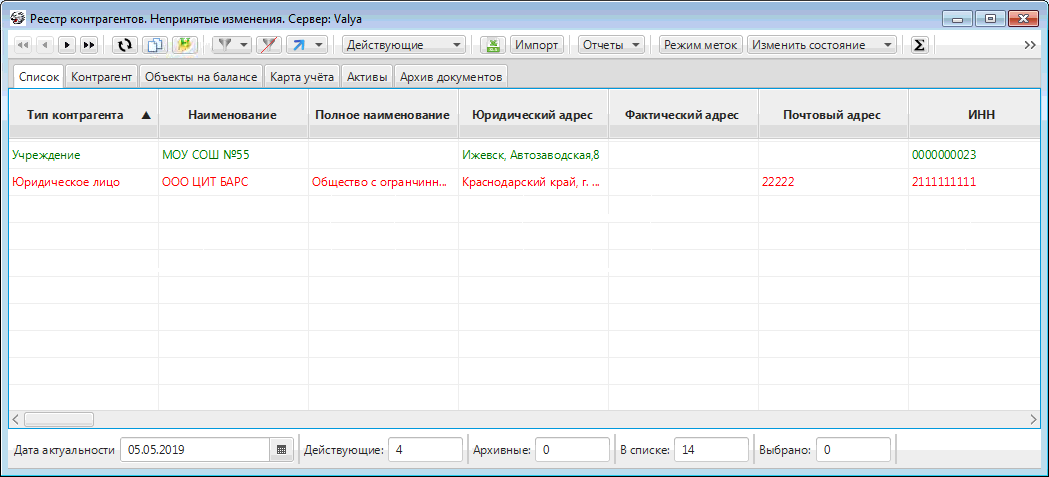 Реестр контрагентов. Непринятые изменения. Сервер: Valya
Действующие Импорт Отчеты Режим меток Изменить состояние Σ
Список Контрагент Объекты на балансе Карта учёта Активы Архив документов
Тип контрагента Наименование Полное наименование Юридический адрес Фактический адрес Почтовый адрес ИНН
Учреждение МОУ СОШ №55 Ижевск, Автозаводская,8 0000000023
Юридическое лицо ООО ЦИТ БАРС Общество с огранчинн... Краснодарский край, г. ... 22222 2111111111
Дата актуальности 05.05.2019 Действующие: 4 Архивные: 0 В списке: 14 Выбрано: 0